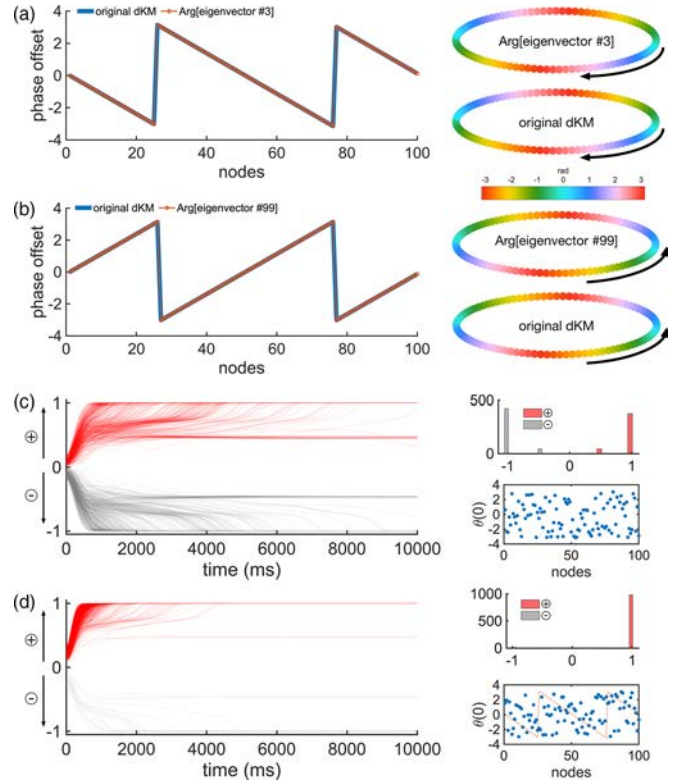 (a)
original dKM Arg[eigenvector #3]
4
2
0
-2
-4
phase offset
0 20 40 60 80 100
nodes
Arg[eigenvector #3]
original dKM
rad
-3 -2 -1 0 1 2 3
(b)
original dKM Arg[eigenvector #99]
4
2
0
-2
-4
phase offset
0 20 40 60 80 100
nodes
Arg[eigenvector #99]
original dKM
(c)
1
⊕
0
⊖
-1
0 2000 4000 6000 8000 10000
time (ms)
500
0
⊕
⊖
-1 0 1
4
2
0
-2
-4
θ(0)
0 50 100
nodes
(d)
1
⊕
0
⊖
-1
0 2000 4000 6000 8000 10000
time (ms)
1000
500
0
⊕
⊖
-1 0 1
4
2
0
-2
-4
θ(0)
0 50 100
nodes